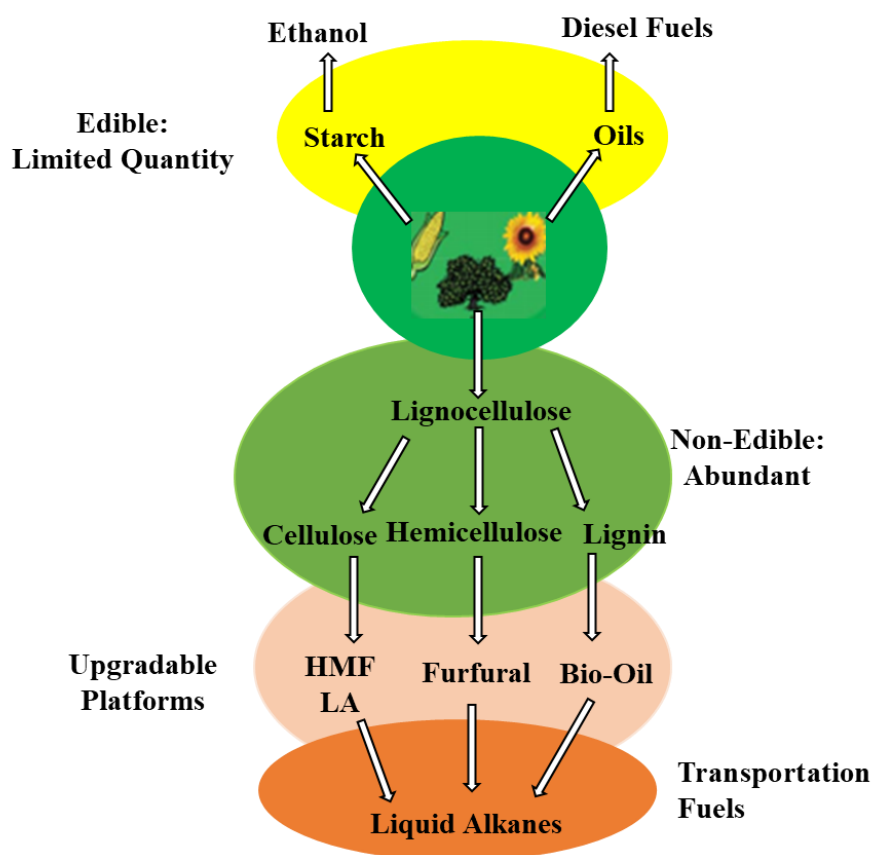 Ethanol
Diesel Fuels
Edible:
Limited Quantity
Starch
Oils
Lignocellulose
Non-Edible:
Abundant
Cellulose
Hemicellulose
Lignin
Upgradable
Platforms
HMF
LA
Furfural
Bio-Oil
Transportation
Fuels
Liquid Alkanes